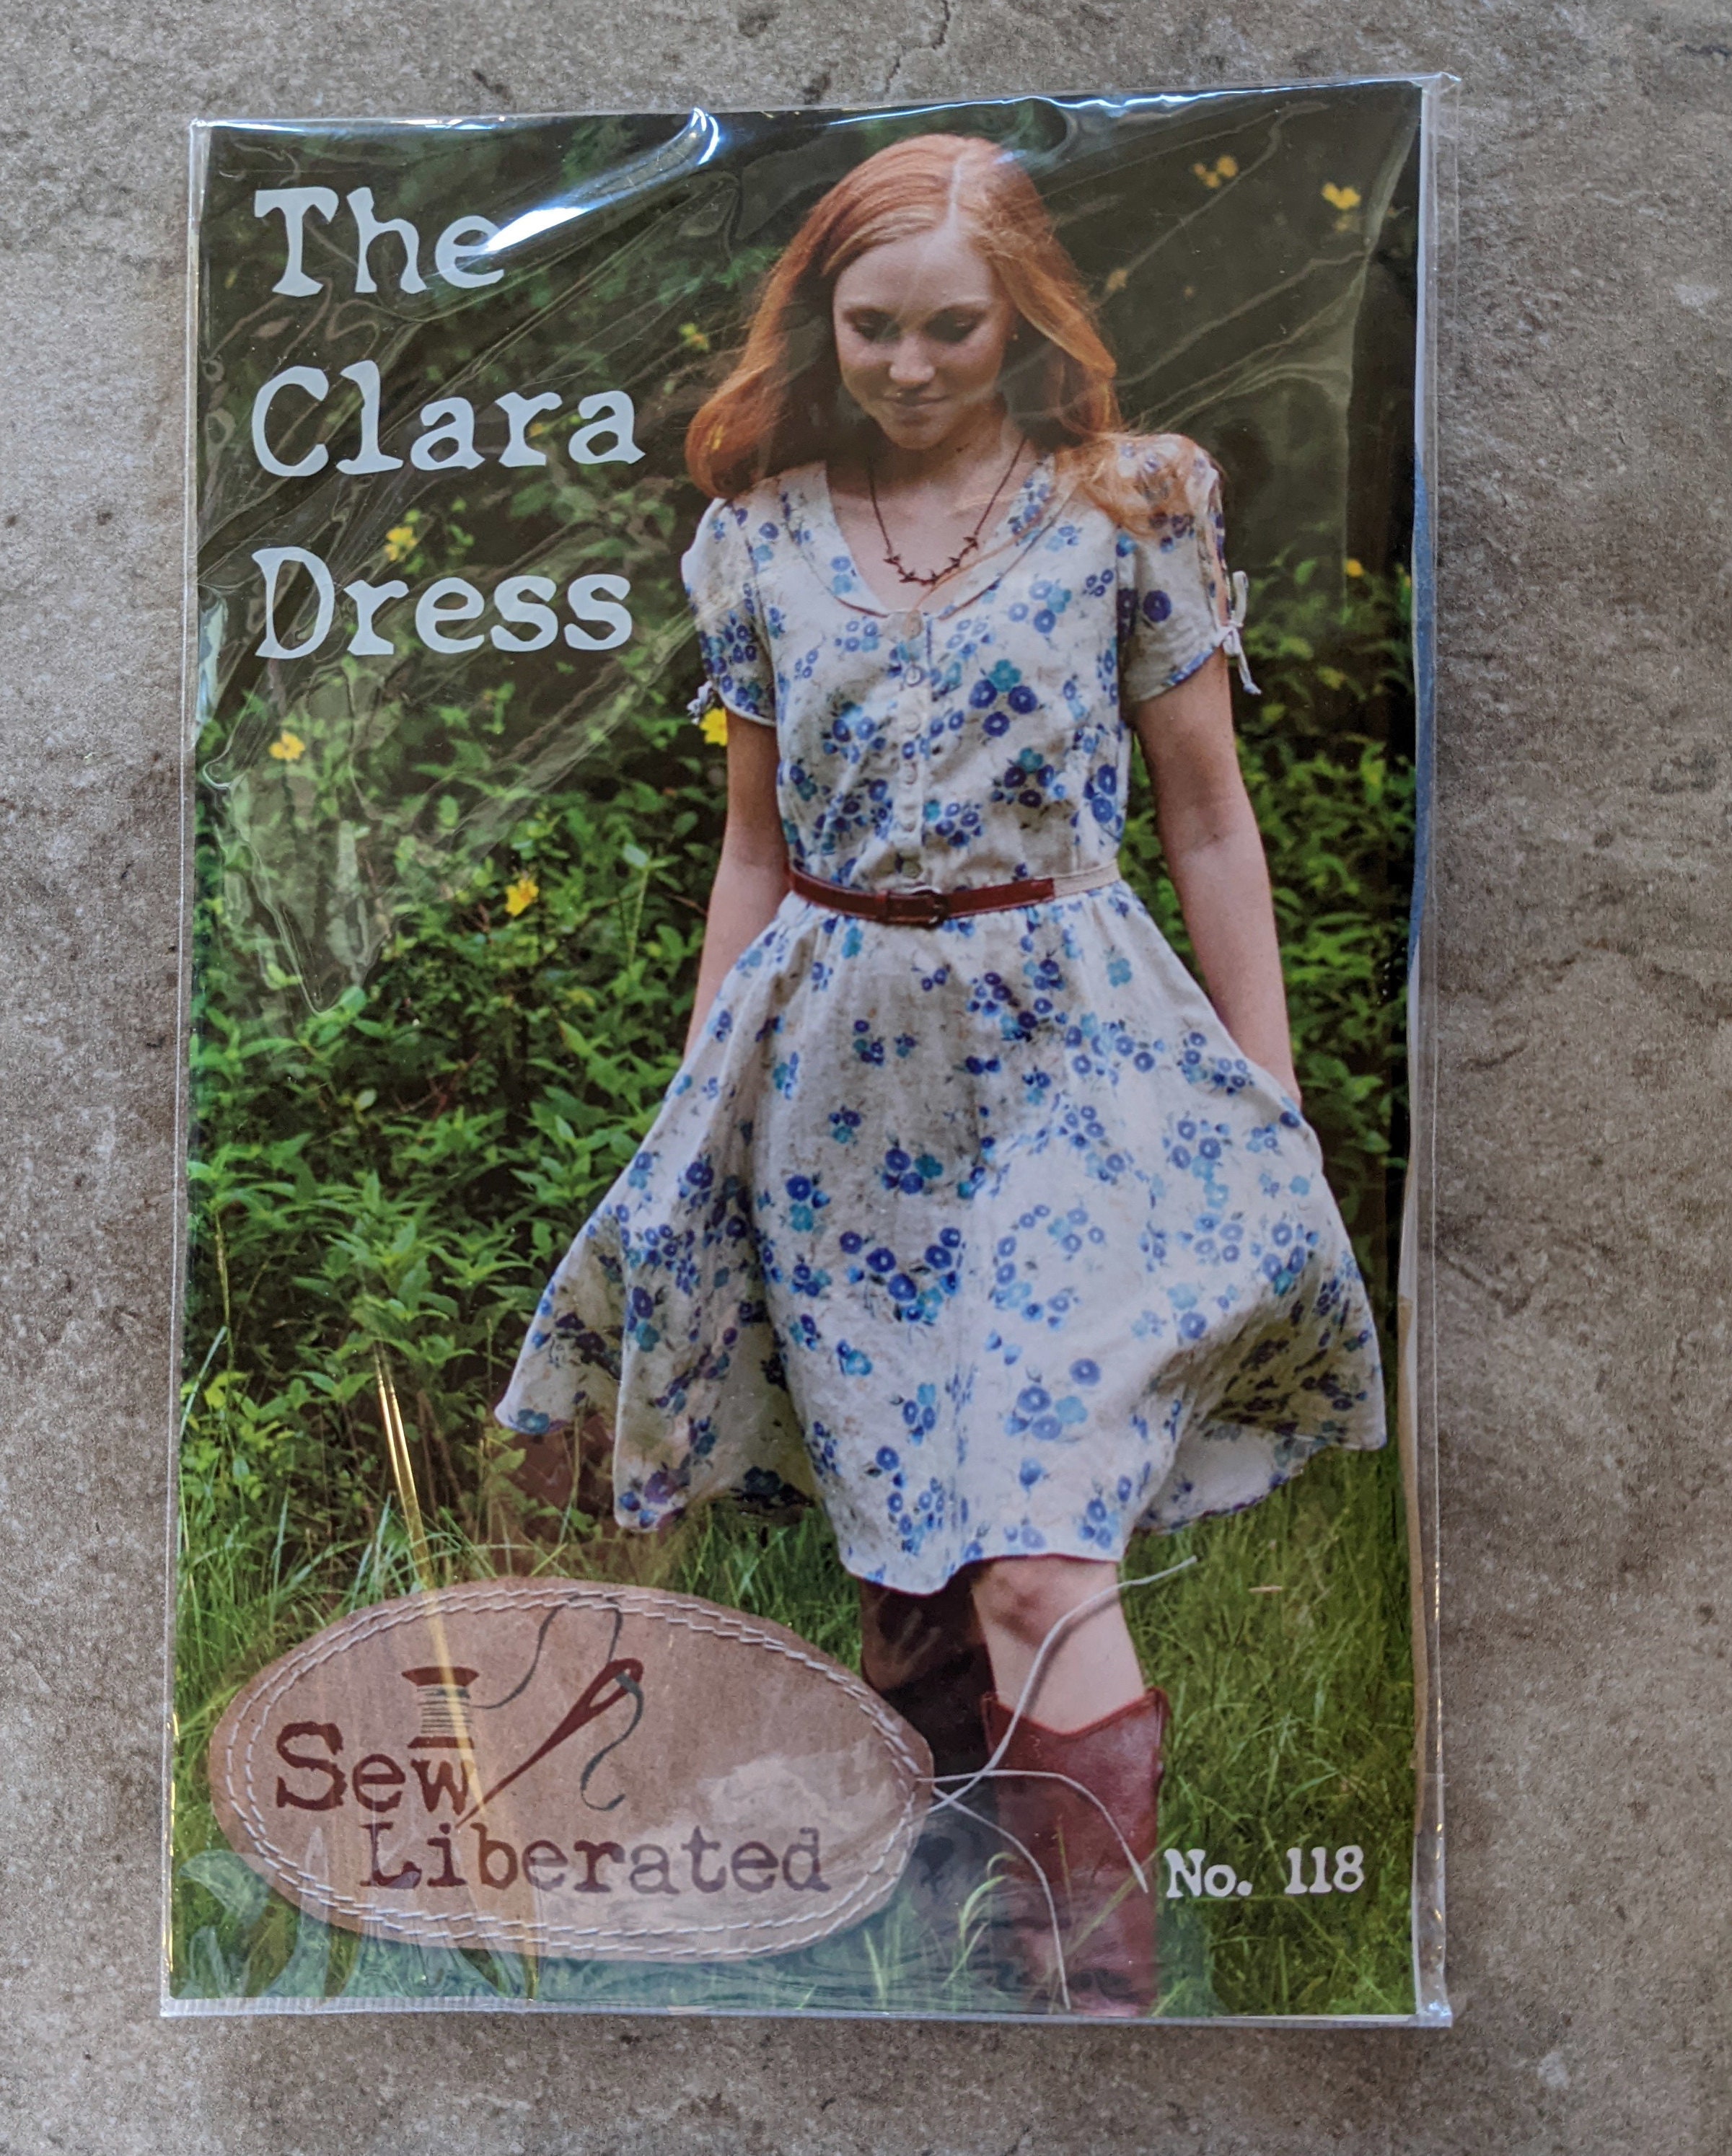 The
Clara
Dress
Sew
Liberated
No. 118